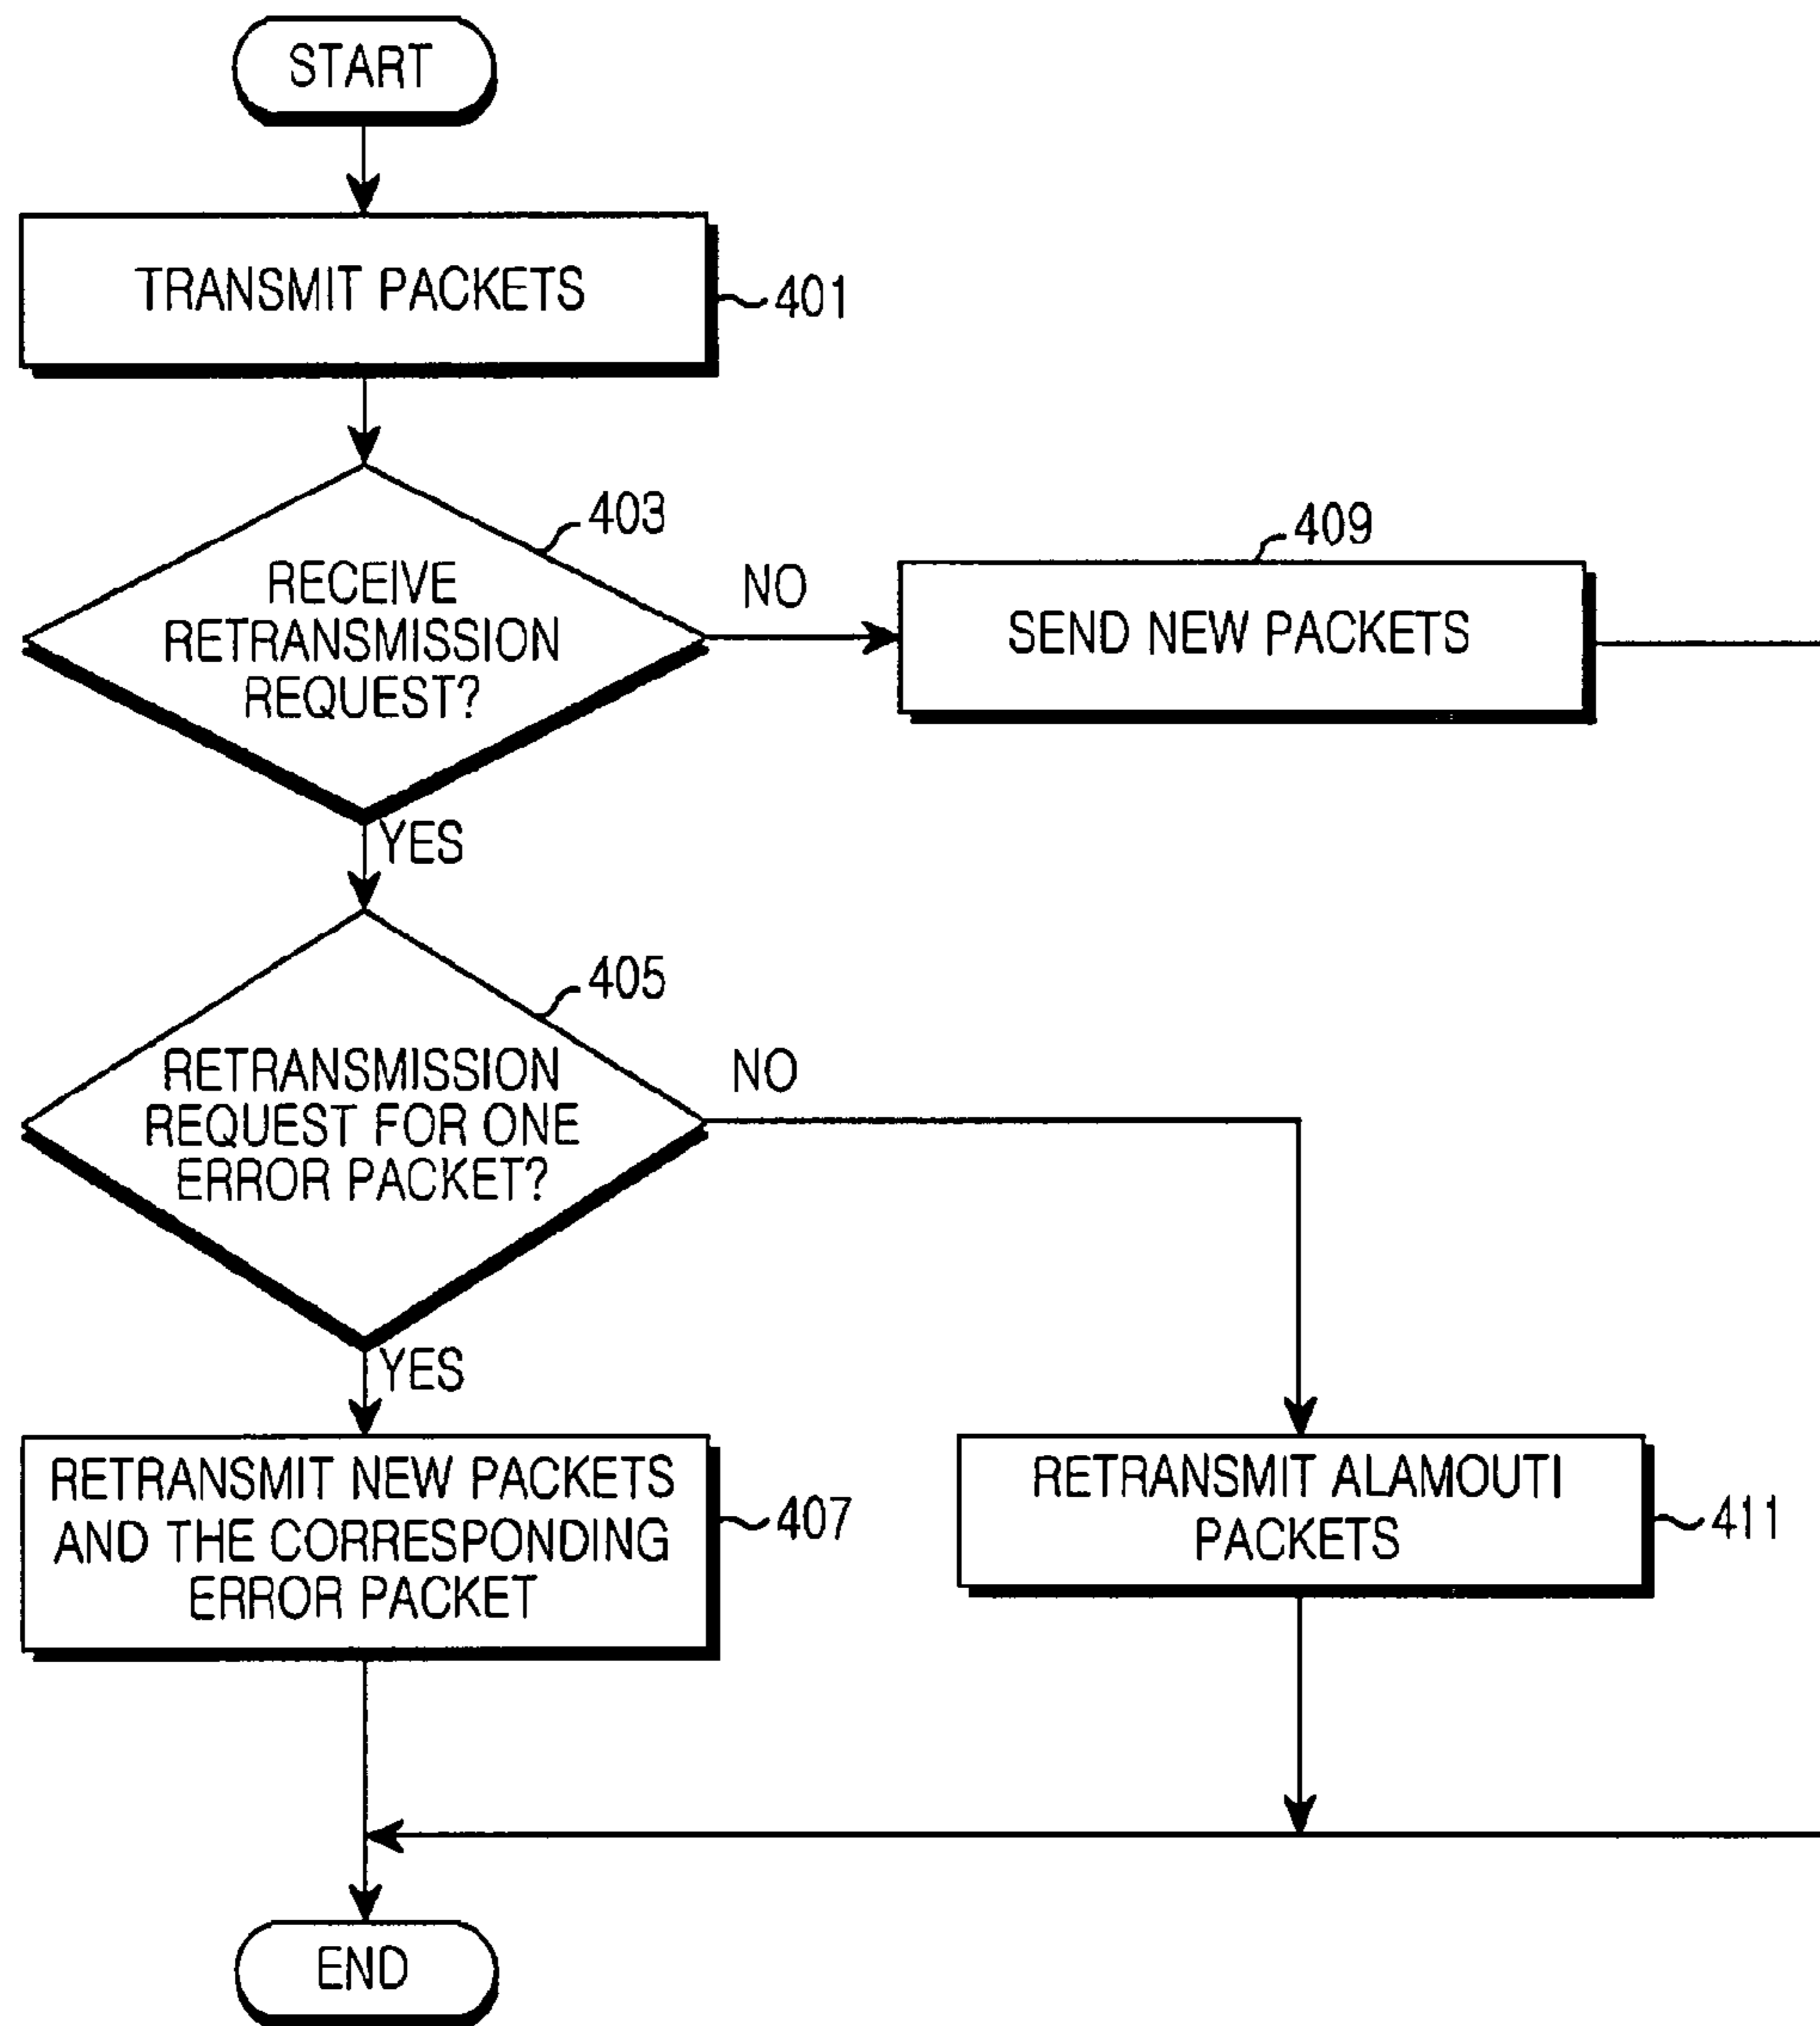 START
TRANSMIT PACKETS
401
403
RECEIVE
RETRANSMISSION
REQUEST?
NO
409
SEND NEW PACKETS
YES
405
RETRANSMISSION
REQUEST FOR ONE
ERROR PACKET?
NO
YES
RETRANSMIT NEW PACKETS
AND THE CORRESPONDING
ERROR PACKET
407
RETRANSMIT ALAMOUTI
PACKETS
411
END